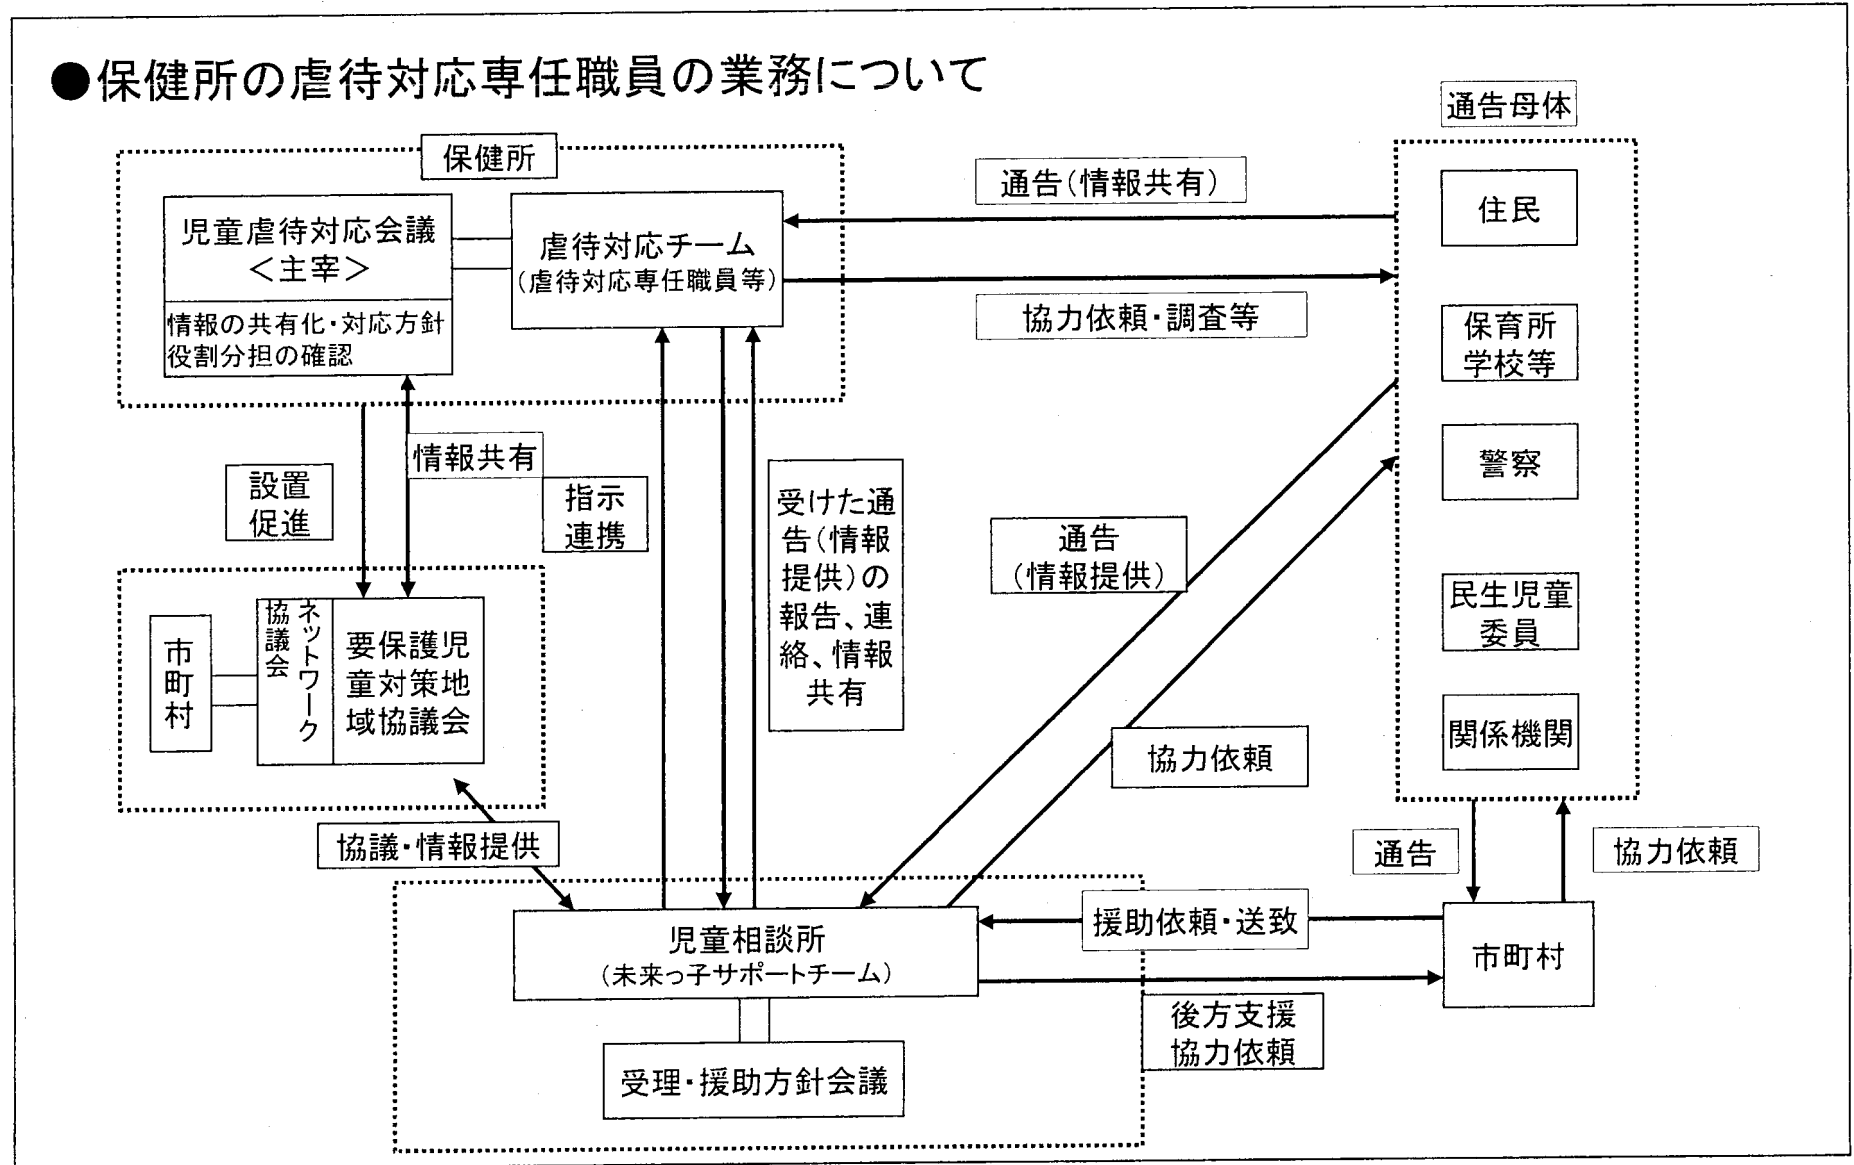 ●保健所の虐待対応専任職員の業務について
通告母体
保健所
児童虐待対応会議
＜主宰＞
情報の共有化・対応方針
役割分担の確認
虐待対応チーム
(虐待対応専任職員等)
通告(情報共有)
協力依頼・調査等
住民
保育所
学校等
警察
民生児童
委員
関係機関
設置
促進
情報共有
指示
連携
受けた通
告(情報
提供)の
報告、連
絡、情報
共有
通告
(情報提供)
協力依頼
市町村
ネットワーク
協議会
要保護児
童対策地
域協議会
協議・情報提供
通告
協力依頼
児童相談所
(未来っ子サポートチーム)
援助依頼・送致
市町村
後方支援
協力依頼
受理・援助方針会議